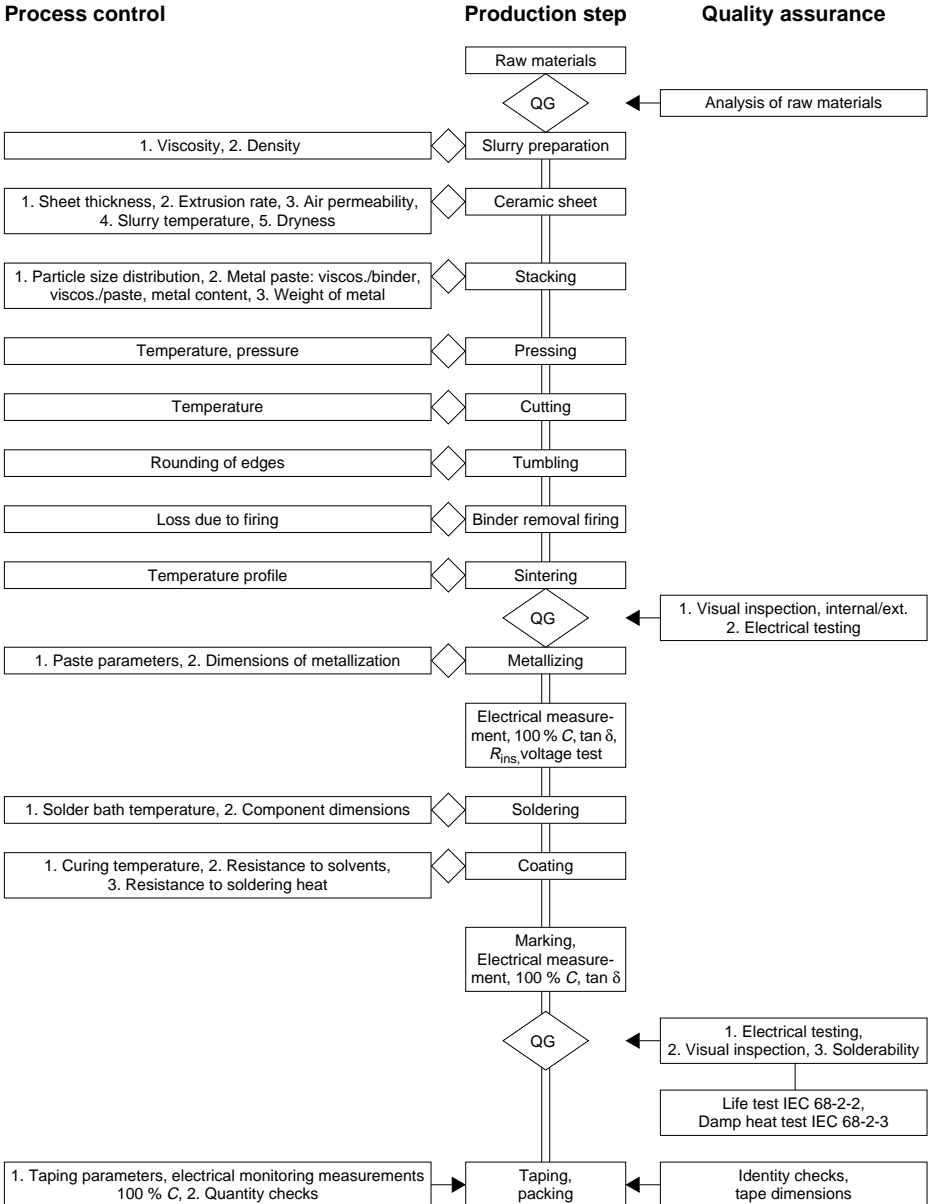 Process control
Production step
Quality assurance
Raw materials
QG
Analysis of raw materials
1. Viscosity, 2. Density
Slurry preparation
1. Sheet thickness, 2. Extrusion rate, 3. Air permeability,
4. Slurry temperature, 5. Dryness
Ceramic sheet
1. Particle size distribution, 2. Metal paste: viscos./binder,
viscos./paste, metal content, 3. Weight of metal
Stacking
Temperature, pressure
Pressing
Temperature
Cutting
Rounding of edges
Tumbling
Loss due to firing
Binder removal firing
Temperature profile
Sintering
QG
1. Visual inspection, internal/ext.
2. Electrical testing
1. Paste parameters, 2. Dimensions of metallization
Metallizing
Electrical measure-
ment, 100 % C, tan δ,
Rins,voltage test
1. Solder bath temperature, 2. Component dimensions
Soldering
1. Curing temperature, 2. Resistance to solvents,
3. Resistance to soldering heat
Coating
Marking,
Electrical measure-
ment, 100 % C, tan δ
QG
1. Electrical testing,
2. Visual inspection, 3. Solderability
Life test IEC 68-2-2,
Damp heat test IEC 68-2-3
1. Taping parameters, electrical monitoring measurements
100 % C, 2. Quantity checks
Taping,
packing
Identity checks,
tape dimensions